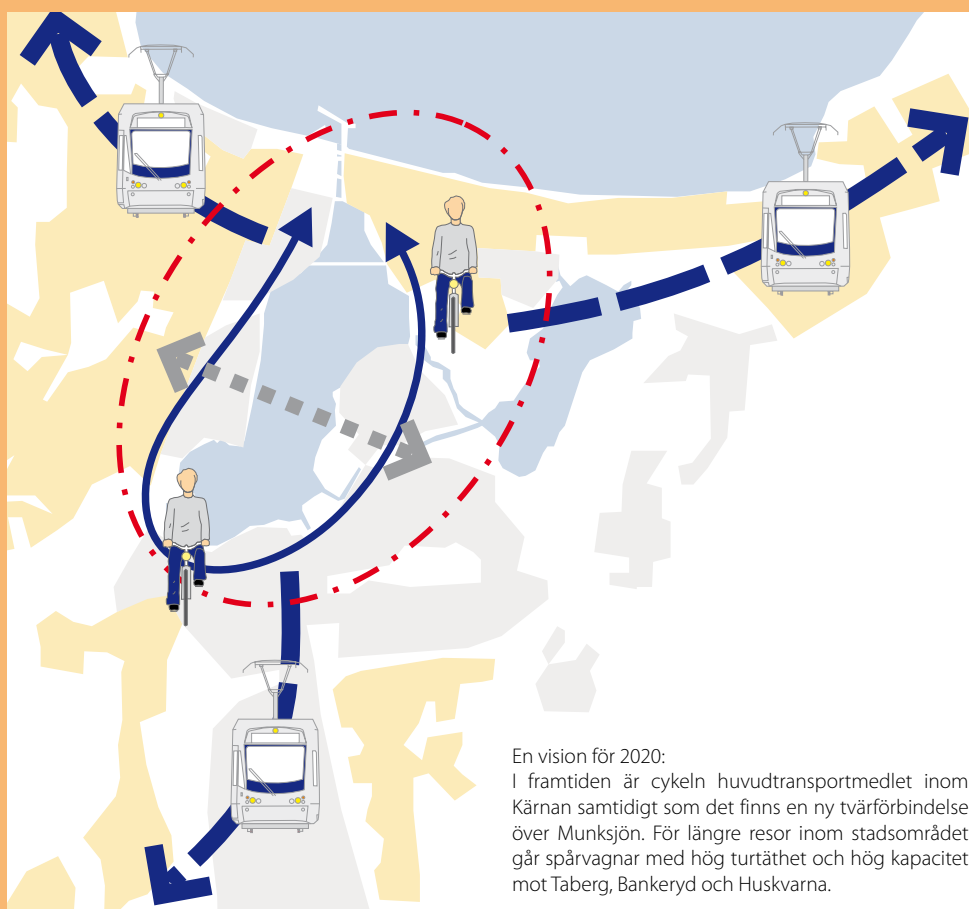 En vision för 2020:
I framtiden är cykeln huvudtransportmedlet inom
Kärnan samtidigt som det finns en ny tvärförbindelse
över Munksjön. För längre resor inom stadsområdet
går spårvagnar med hög turtäthet och hög kapacitet
mot Taberg, Bankeryd och Huskvarna.